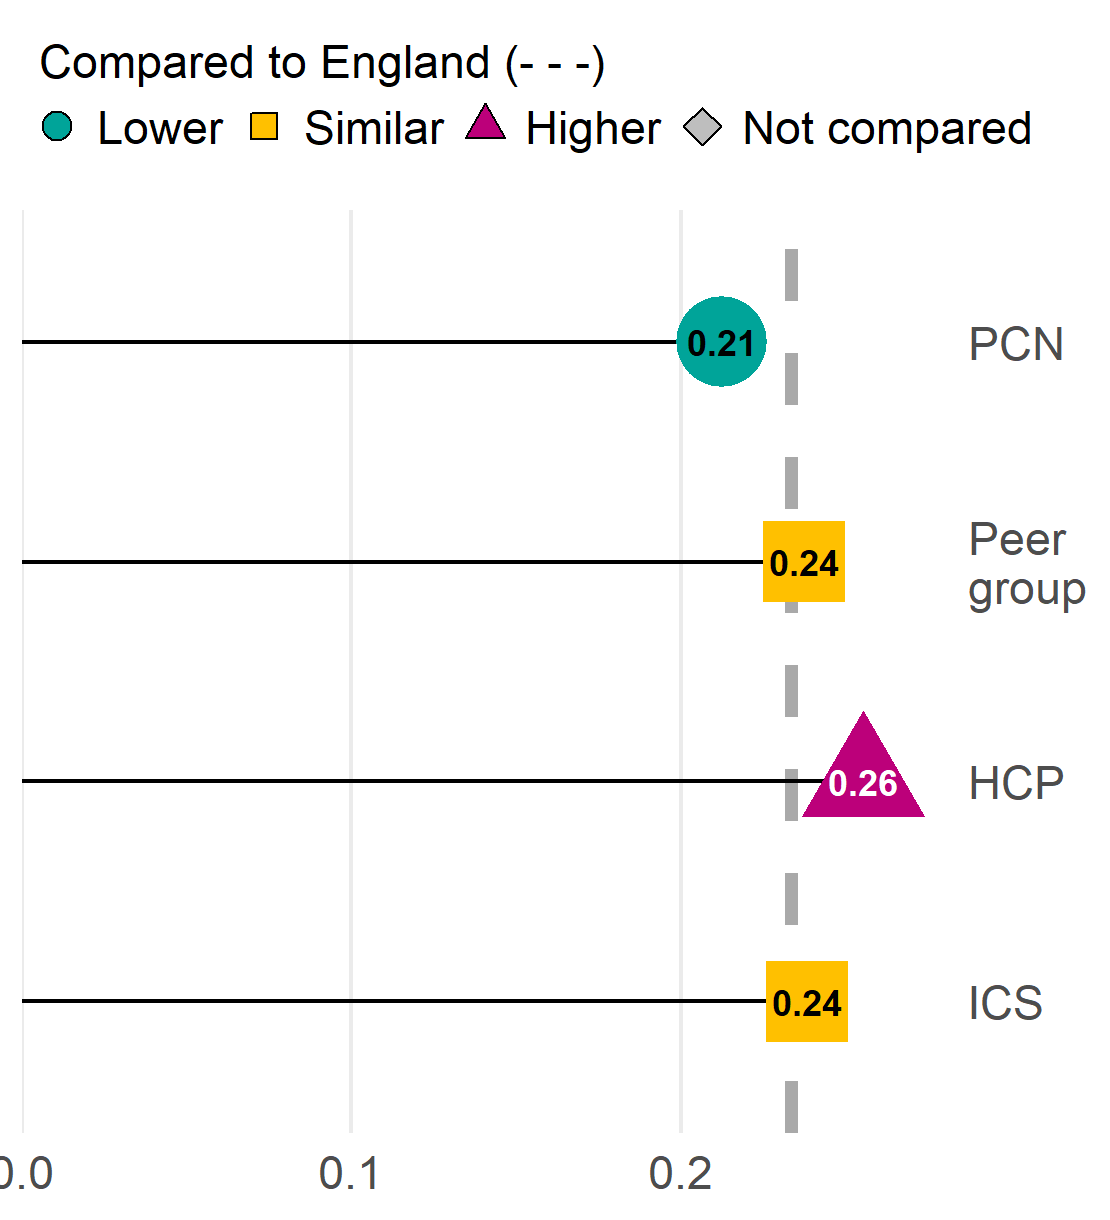 Compared to England (- - -)
Lower Similar Higher Not compared
0.21 PCN
0.24 Peer
group
0.26 HCP
0.24 ICS
0.0 0.1 0.2